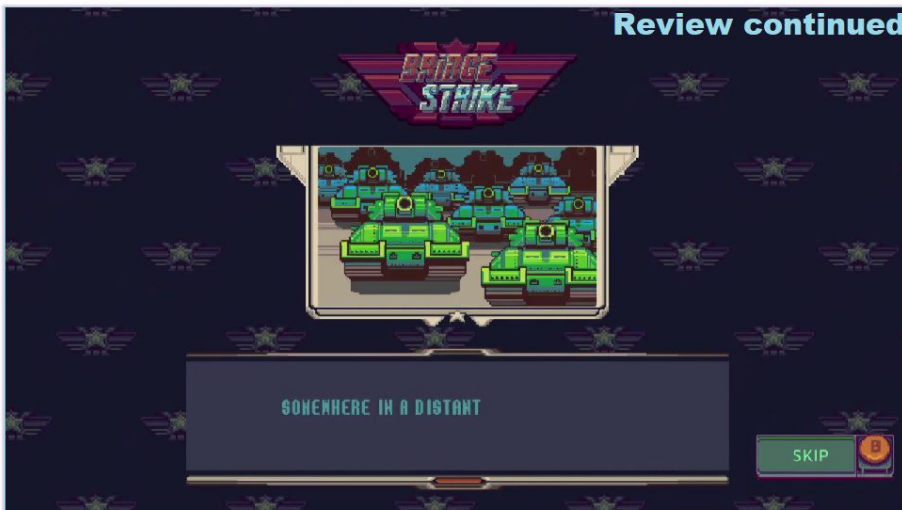 Review continued
BRIDGE
STRIKE
SOMEWHERE IN A DISTANT
SKIP
B